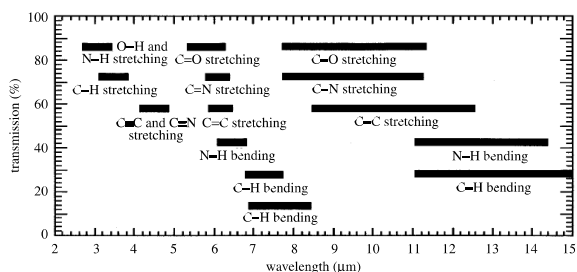 100
80
60
40
20
0
transmission (%)
O–H and
N–H stretching
C=O stretching
C–O stretching
C–H stretching
C=N stretching
C–N stretching
C≡C and C≡N
stretching
C=C stretching
C–C stretching
N–H bending
N–H bending
C–H bending
C–H bending
C–H bending
2 3 4 5 6 7 8 9 10 11 12 13 14 15
wavelength (μm)